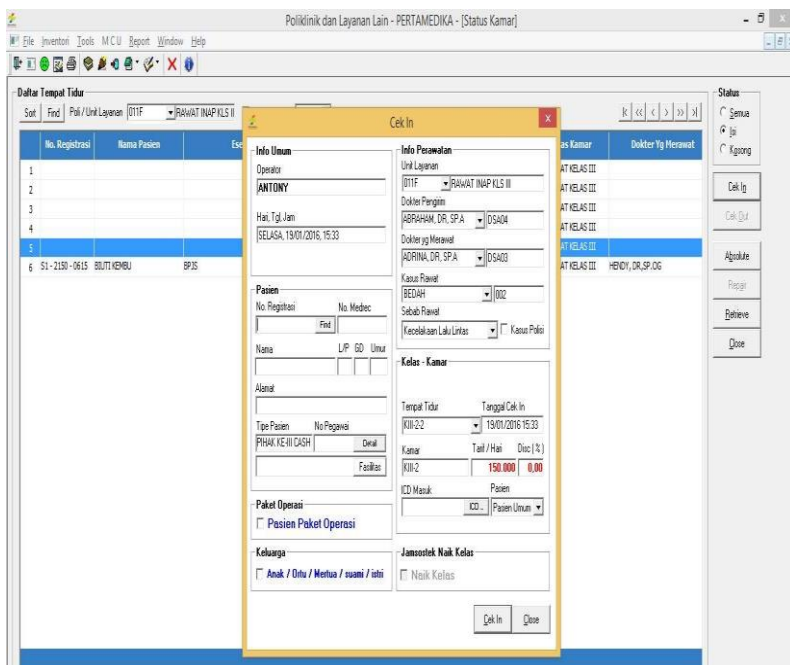 Poliklinik dan Layanan Lain - PERTAMEDIKA - [Status Kamar]
File Inventori Tools MCU Report Window Help
Daftar Tempat Tidur
Sort Find Poli / Unit Layanan 011F RAWAT INAP KLS II
No. Registrasi Nama Pasien Ese as Kamar Dokter Yg Merawat
1 AT KELAS III
2 AT KELAS III
3 AT KELAS III
4 AT KELAS III
5 AT KELAS III
6 S1 - 2150 - 0615 BIUTI KEMBU BPJS AT KELAS III HENDY, DR,SP.OG
Status
Semua
Isi
Kosong
Cek In
Cek Out
Absolute
Repair
Retrieve
Close
Cek In
Info Umum
Operator
ANTONY
Hari, Tgl, Jam
SELASA, 19/01/2016, 15:33
Pasien
No. Registrasi No. Medrec
Find
Nama L/P GD Umur
Alamat
Tipe Pasien No Pegawai
PIHAK KE-III CASH Detail
Fasilitas
Paket Operasi
Pasien Paket Operasi
Keluarga
Anak / Ortu / Mertua / suami / istri
Info Perawatan
Unit Layanan
011F RAWAT INAP KLS III
Dokter Pengirim
ABRAHAM, DR, SP.A DSA04
Dokter yg Merawat
ADRINA, DR, SP.A DSA03
Kasus Rawat
BEDAH 002
Sebab Rawat
Kecelakaan Lalu Lintas Kasus Polisi
Kelas - Kamar
Tempat Tidur Tanggal Cek In
KIII-2-2 19/01/2016 15:33
Kamar Tarif / Hari Disc ( % )
KIII-2 150.000 0,00
ICD Masuk Pasien
ICD .. Pasien Umum
Jamsostek Naik Kelas
Naik Kelas
Cek In Close